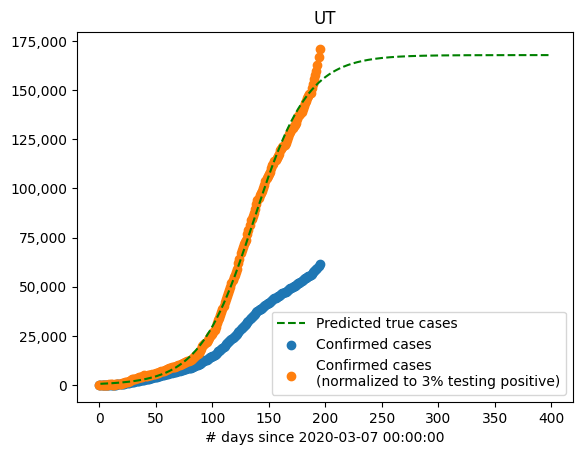 UT
175,000
150,000
125,000
100,000
75,000
50,000
25,000
0
Predicted true cases
Confirmed cases
Confirmed cases
(normalized to 3% testing positive)
0 50 100 150 200 250 300 350 400
# days since 2020-03-07 00:00:00